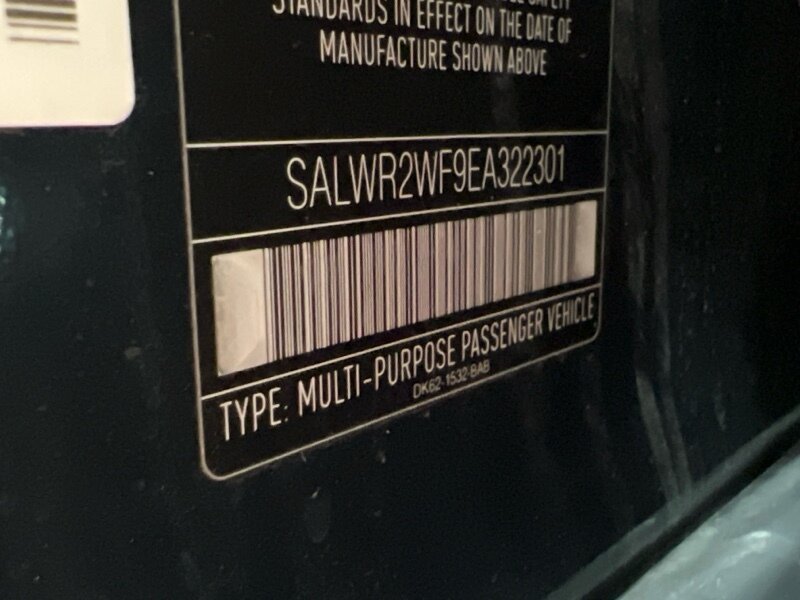 SAFETY
STANDARDS IN EFFECT ON THE DATE OF
MANUFACTURE SHOWN ABOVE
SALWR2WF9EA322301
TYPE: MULTI-PURPOSE PASSENGER VEHICLE
DK62-1532-BAB